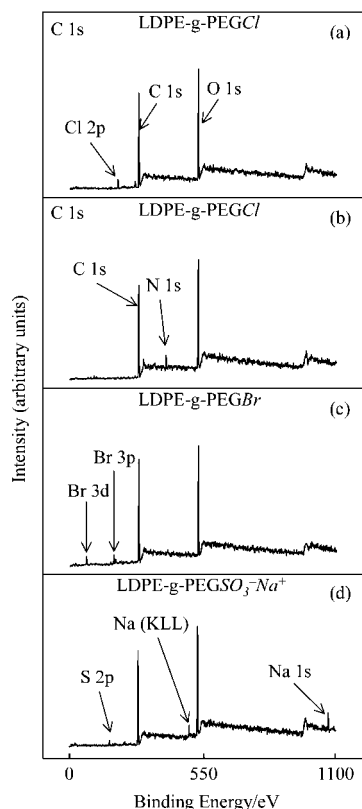 C 1s LDPE-g-PEGCl (a)
C 1s
O 1s
Cl 2p
C 1s LDPE-g-PEGCl (b)
C 1s
N 1s
LDPE-g-PEGBr
(c)
Br 3p
Br 3d
LDPE-g-PEGSO₃⁻Na⁺
(d)
Na (KLL)
S 2p
Na 1s
0 550 1100
Binding Energy/eV
Intensity (arbitrary units)